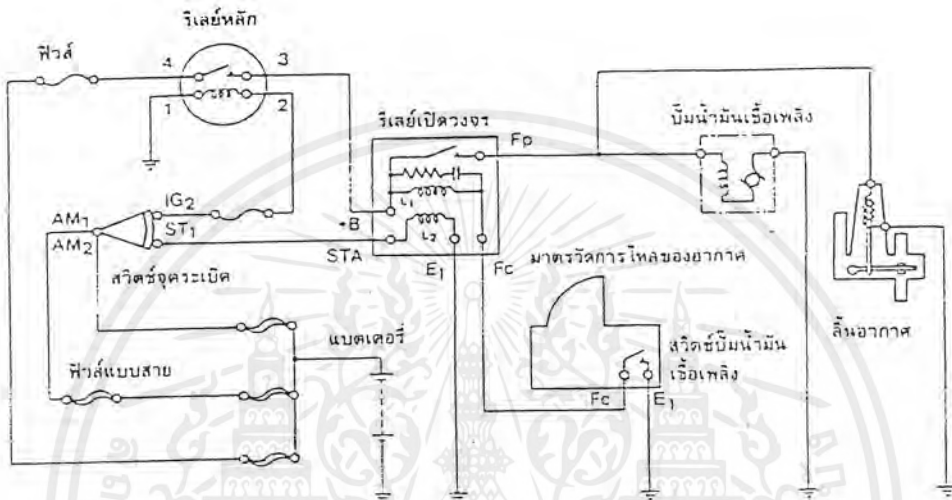 รีเลย์หลัก
ฟิวส์
4
3
1
2
รีเลย์เปิดวงจร
Fp
ปั๊มน้ำมันเชื้อเพลิง
AM1
IG2
AM2
ST1
+B
L1
L2
STA
E1
Fc
มาตรวัดการไหลของอากาศ
สวิตช์จุดระเบิด
แบตเตอรี่
สวิตช์ปั๊มน้ำมัน
เชื้อเพลิง
ลิ้นอากาศ
ฟิวส์แบบสาย
Fc
E1